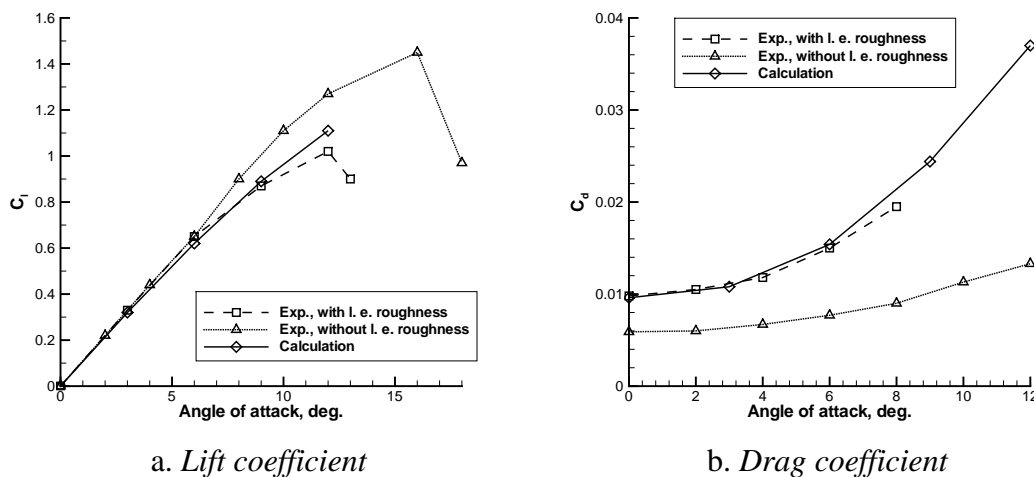 1.6
1.4
1.2
1
0.8
0.6
0.4
0.2
0
C_l
0 5 10 15
Angle of attack, deg.
Exp., with l. e. roughness
Exp., without l. e. roughness
Calculation
a. Lift coefficient
0.04
0.03
0.02
0.01
0
C_d
0 2 4 6 8 10 12
Angle of attack, deg.
Exp., with l. e. roughness
Exp., without l. e. roughness
Calculation
b. Drag coefficient